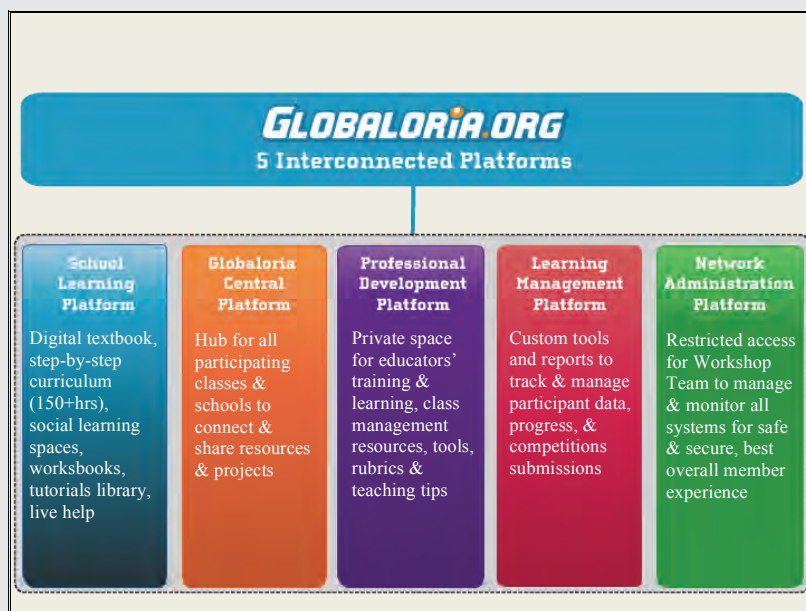 GLOBALORIA.ORG
5 Interconnected Platforms
School
Learning
Platform
Digital textbook,
step-by-step
curriculum
(150+hrs),
social learning
spaces,
worksbooks,
tutorials library,
live help
Globaloria
Central
Platform
Hub for all
participating
classes &
schools to
connect &
share resources
& projects
Professional
Development
Platform
Private space
for educators’
training &
learning, class
management
resources, tools,
rubrics &
teaching tips
Learning
Management
Platform
Custom tools
and reports to
track & manage
participant data,
progress, &
competitions
submissions
Network
Administration
Platform
Restricted access
for Workshop
Team to manage
& monitor all
systems for safe
& secure, best
overall member
experience